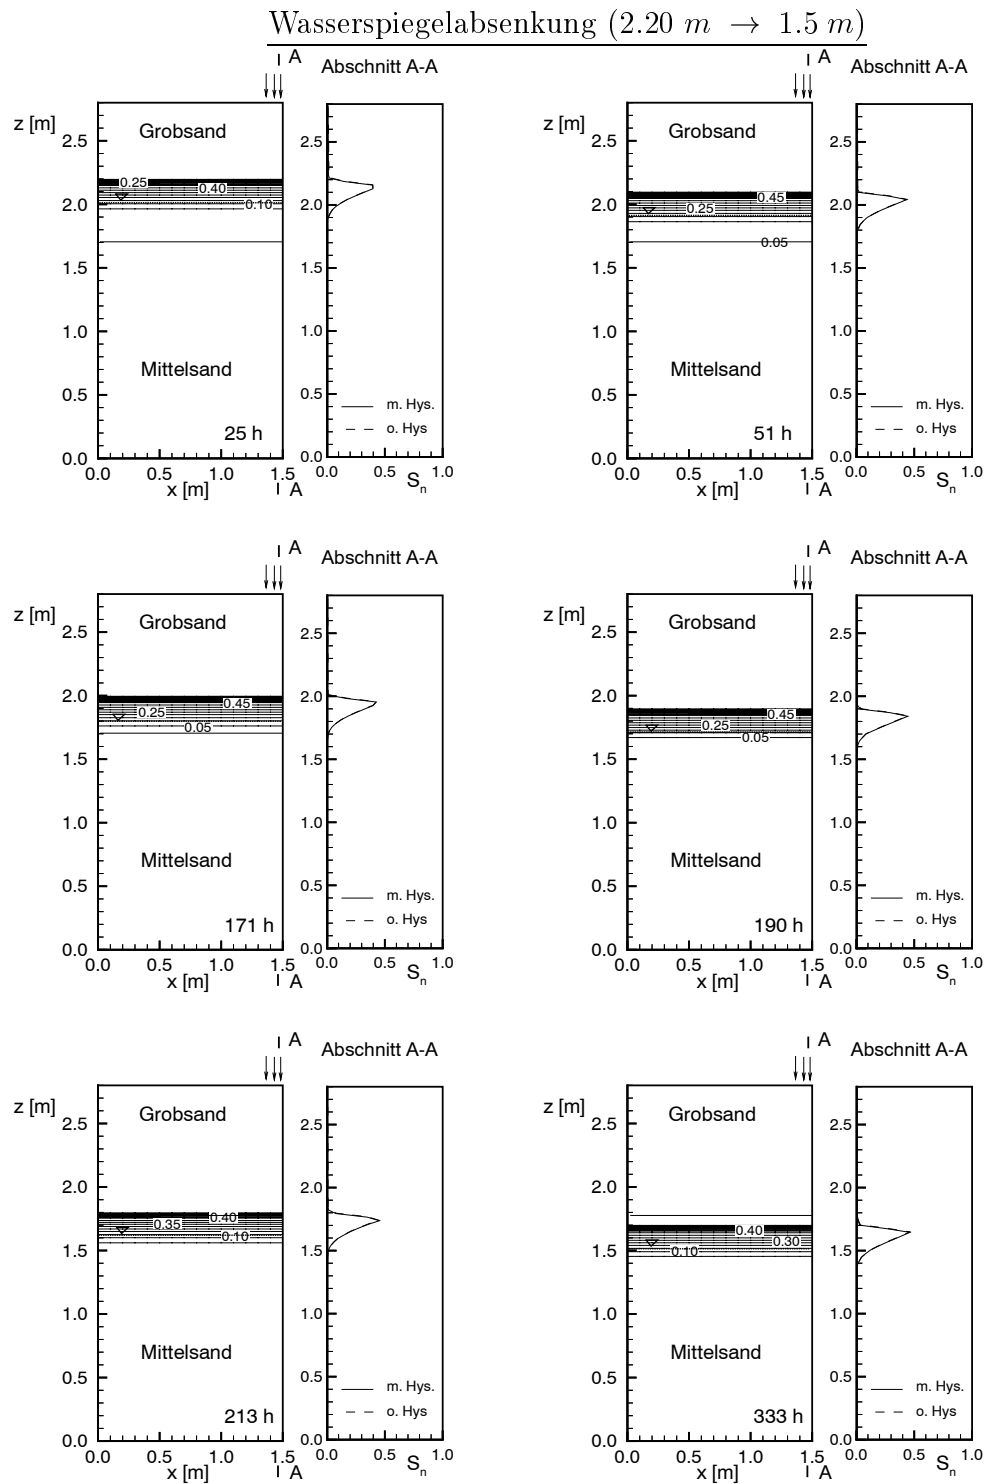 Wasserspiegelabsenkung (2.20 m → 1.5 m)
A Abschnitt A-A
z [m]
2.5
2.0
1.5
1.0
0.5
0.0
Grobsand
0.25
0.40
0.10
Mittelsand
25 h
0.0 0.5 1.0 1.5
x [m]
A
2.5
2.0
1.5
1.0
0.5
0.0
m. Hys.
o. Hys
0.0 0.5 1.0
Sn
A Abschnitt A-A
z [m]
2.5
2.0
1.5
1.0
0.5
0.0
Grobsand
0.45
0.25
0.05
Mittelsand
51 h
0.0 0.5 1.0 1.5
x [m]
A
2.5
2.0
1.5
1.0
0.5
0.0
m. Hys.
o. Hys
0.0 0.5 1.0
Sn
A Abschnitt A-A
z [m]
2.5
2.0
1.5
1.0
0.5
0.0
Grobsand
0.45
0.25
0.05
Mittelsand
171 h
0.0 0.5 1.0 1.5
x [m]
A
2.5
2.0
1.5
1.0
0.5
0.0
m. Hys.
o. Hys
0.0 0.5 1.0
Sn
A Abschnitt A-A
z [m]
2.5
2.0
1.5
1.0
0.5
0.0
Grobsand
0.45
0.25
0.05
Mittelsand
190 h
0.0 0.5 1.0 1.5
x [m]
A
2.5
2.0
1.5
1.0
0.5
0.0
m. Hys.
o. Hys
0.0 0.5 1.0
Sn
A Abschnitt A-A
z [m]
2.5
2.0
1.5
1.0
0.5
0.0
Grobsand
0.40
0.35
0.10
Mittelsand
213 h
0.0 0.5 1.0 1.5
x [m]
A
2.5
2.0
1.5
1.0
0.5
0.0
m. Hys.
o. Hys
0.0 0.5 1.0
Sn
A Abschnitt A-A
z [m]
2.5
2.0
1.5
1.0
0.5
0.0
Grobsand
0.40
0.30
0.10
Mittelsand
333 h
0.0 0.5 1.0 1.5
x [m]
A
2.5
2.0
1.5
1.0
0.5
0.0
m. Hys.
o. Hys
0.0 0.5 1.0
Sn